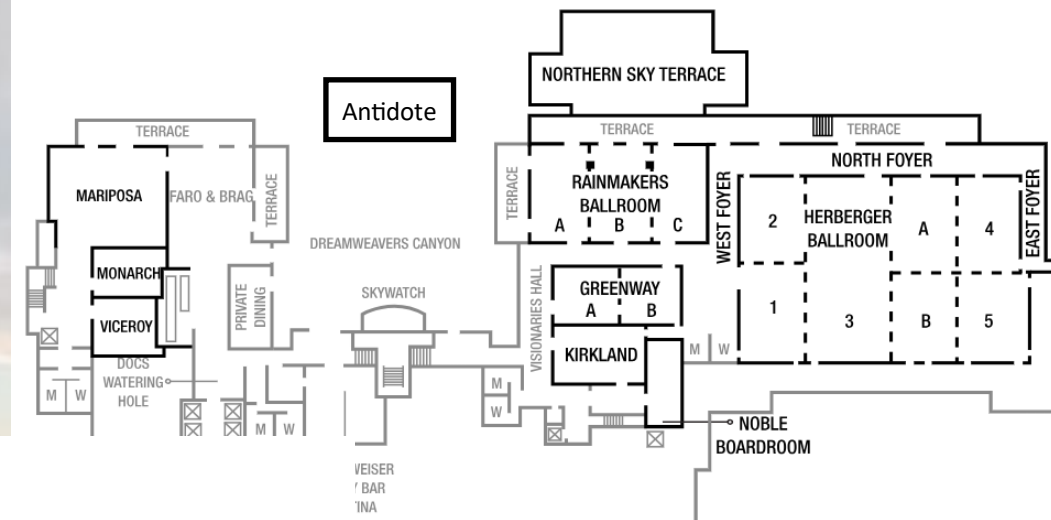 NORTHERN SKY TERRACE
Antidote
TERRACE
TERRACE
TERRACE
MARIPOSA
FARO & BRAG
TERRACE
TERRACE
RAINMAKERS
BALLROOM
A
B
C
WEST FOYER
NORTH FOYER
EAST FOYER
2
HERBERGER
BALLROOM
A
4
DREAMWEAVERS CANYON
MONARCH
VICEROY
PRIVATE
DINING
SKYWATCH
VISIONARIES HALL
GREENWAY
A
B
1
3
B
5
KIRKLAND
M
W
DOCS
WATERING
HOLE
M
W
M
W
M
W
NOBLE
BOARDROOM
BAR